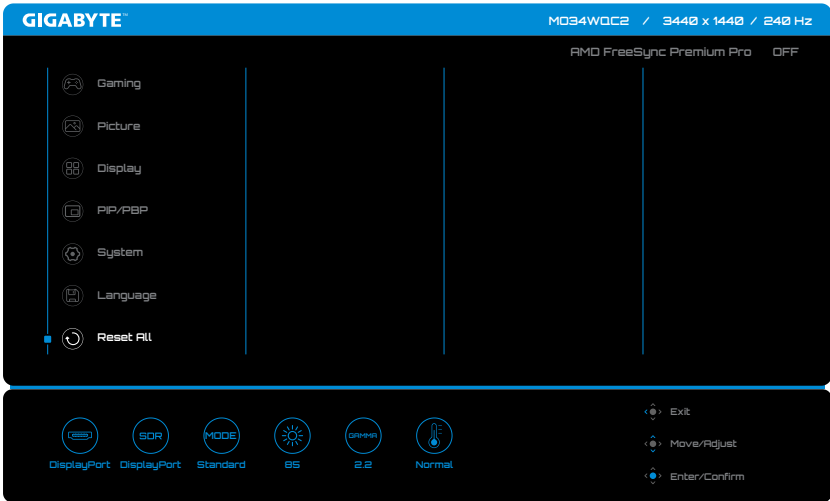 GIGABYTE™
MO34WQC2 / 3440 x 1440 / 240 Hz
AMD FreeSync Premium Pro OFF
Gaming
Picture
Display
PIP/PBP
System
Language
Reset All
SDR
MODE
GAMMA
DisplayPort DisplayPort Standard 85 2.2 Normal
Exit
Move/Adjust
Enter/Confirm